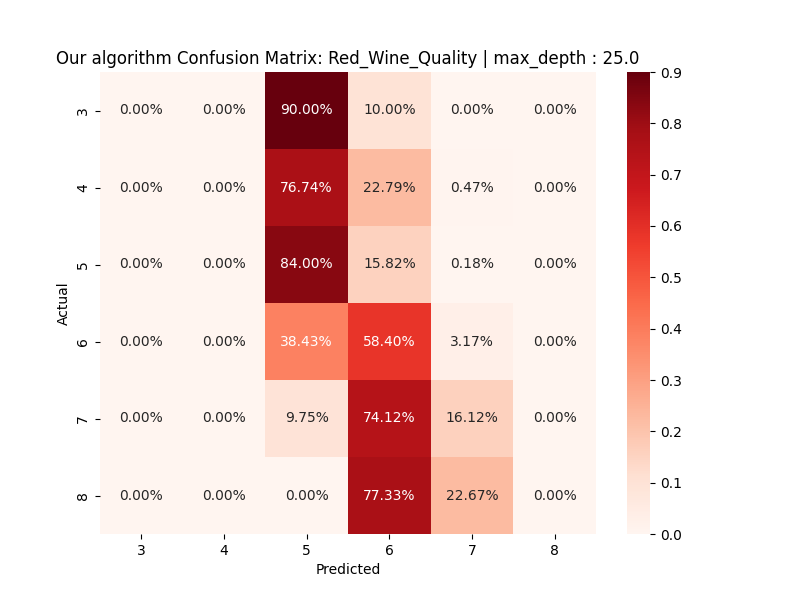 Our algorithm Confusion Matrix: Red_Wine_Quality | max_depth : 25.0
3 0.00% 0.00% 90.00% 10.00% 0.00% 0.00%
4 0.00% 0.00% 76.74% 22.79% 0.47% 0.00%
5 0.00% 0.00% 84.00% 15.82% 0.18% 0.00%
6 0.00% 0.00% 38.43% 58.40% 3.17% 0.00%
7 0.00% 0.00% 9.75% 74.12% 16.12% 0.00%
8 0.00% 0.00% 0.00% 77.33% 22.67% 0.00%
Actual
3 4 5 6 7 8
Predicted
0.9
0.8
0.7
0.6
0.5
0.4
0.3
0.2
0.1
0.0